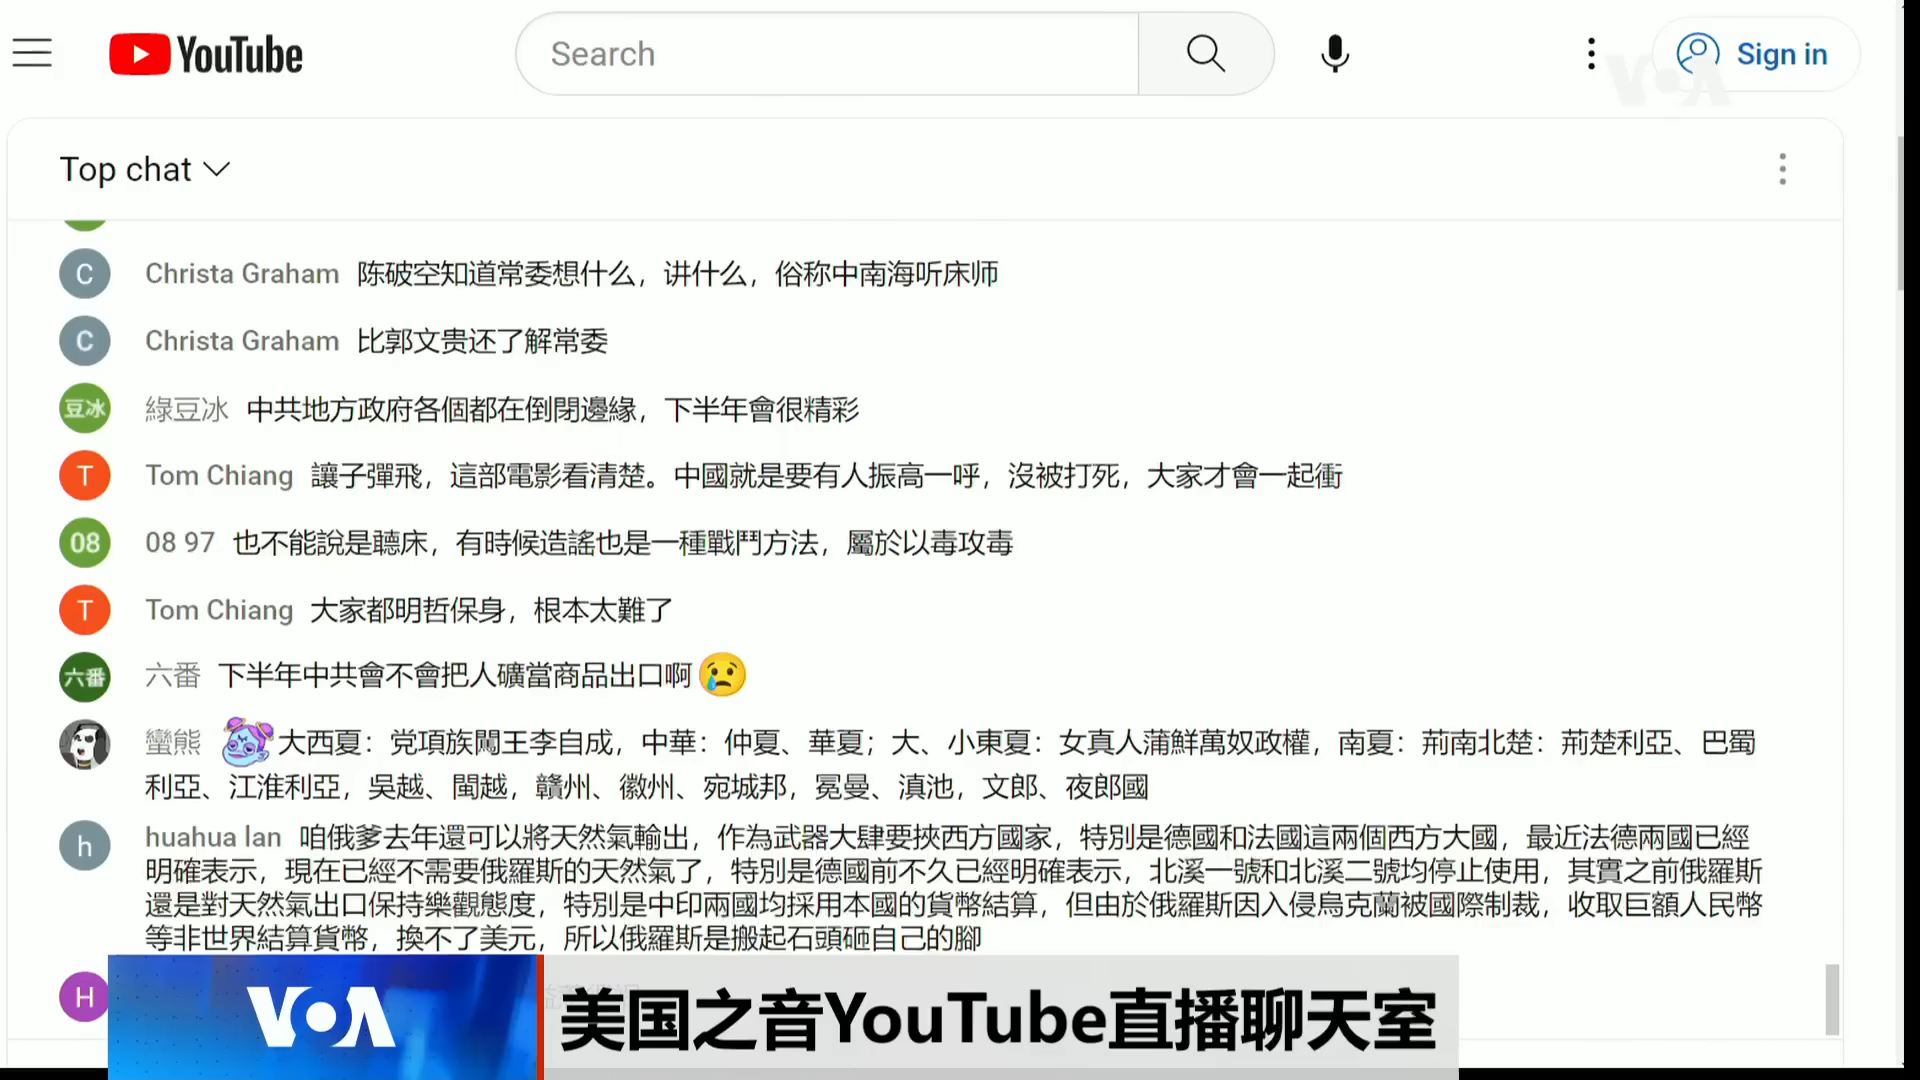 YouTube
Search
Sign in
VOA
Top chat
C Christa Graham 陈破空知道常委想什么，讲什么，俗称中南海听床师
C Christa Graham 比郭文贵还了解常委
豆冰 綠豆冰 中共地方政府各個都在倒閉邊緣，下半年會很精彩
T Tom Chiang 讓子彈飛，這部電影看清楚。中國就是要有人振高一呼，沒被打死，大家才會一起衝
08 08 97 也不能說是聽床，有時候造謠也是一種戰鬥方法，屬於以毒攻毒
T Tom Chiang 大家都明哲保身，根本太難了
六番 六番 下半年中共會不會把人礦當商品出口啊😢
蠻熊 大西夏：党項族闖王李自成，中華：仲夏、華夏；大、小東夏：女真人蒲鮮萬奴政權，南夏：荊南北楚：荊楚利亞、巴蜀
利亞、江淮利亞，吳越、閩越，贛州、徽州、宛城邦，冕曼、滇池，文郎、夜郎國
h huahua lan 咱俄爹去年還可以將天然氣輸出，作為武器大肆要挾西方國家，特別是德國和法國這兩個西方大國，最近法德兩國已經
明確表示，現在已經不需要俄羅斯的天然氣了，特別是德國前不久已經明確表示，北溪一號和北溪二號均停止使用，其實之前俄羅斯
還是對天然氣出口保持樂觀態度，特別是中印兩國均採用本國的貨幣結算，但由於俄羅斯因入侵烏克蘭被國際制裁，收取巨額人民幣
等非世界結算貨幣，換不了美元，所以俄羅斯是搬起石頭砸自己的腳
H
VOA 美国之音YouTube直播聊天室